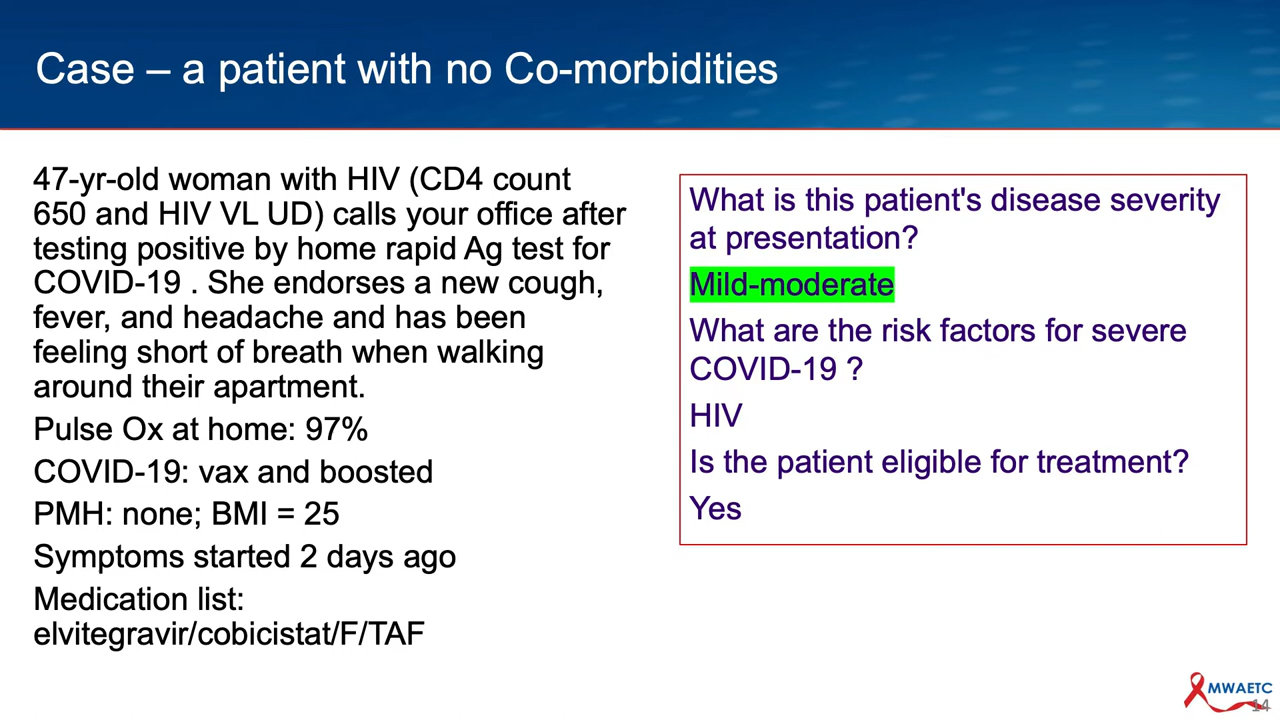 Case – a patient with no Co-morbidities
47-yr-old woman with HIV (CD4 count
650 and HIV VL UD) calls your office after
testing positive by home rapid Ag test for
COVID-19 . She endorses a new cough,
fever, and headache and has been
feeling short of breath when walking
around their apartment.
Pulse Ox at home: 97%
COVID-19: vax and boosted
PMH: none; BMI = 25
Symptoms started 2 days ago
Medication list:
elvitegravir/cobicistat/F/TAF
What is this patient's disease severity
at presentation?
Mild-moderate
What are the risk factors for severe
COVID-19 ?
HIV
Is the patient eligible for treatment?
Yes
MWAETC
14